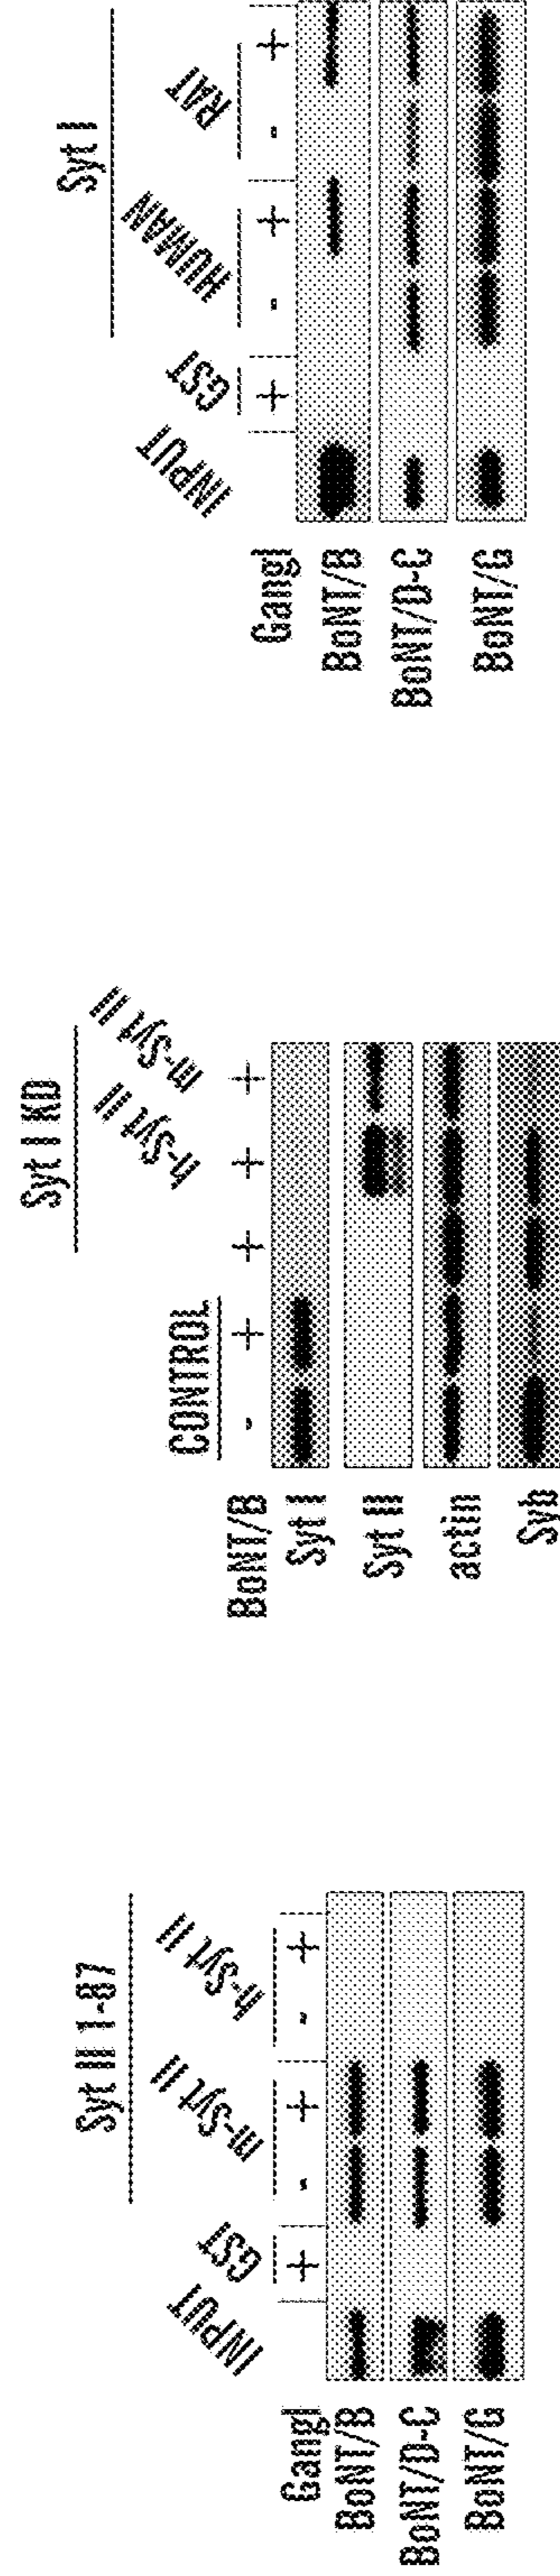 Syt II 1-87
INPUT GST m-Syt II h-Syt II
Gangl + - + - +
BoNT/B
BoNT/D-C
BoNT/G
Syt I KD
CONTROL h-Syt II m-Syt II
BoNT/B - + + + +
Syt I
Syt II
actin
Syb
Syt I
INPUT GST HUMAN RAT
Gangl + - + - +
BoNT/B
BoNT/D-C
BoNT/G